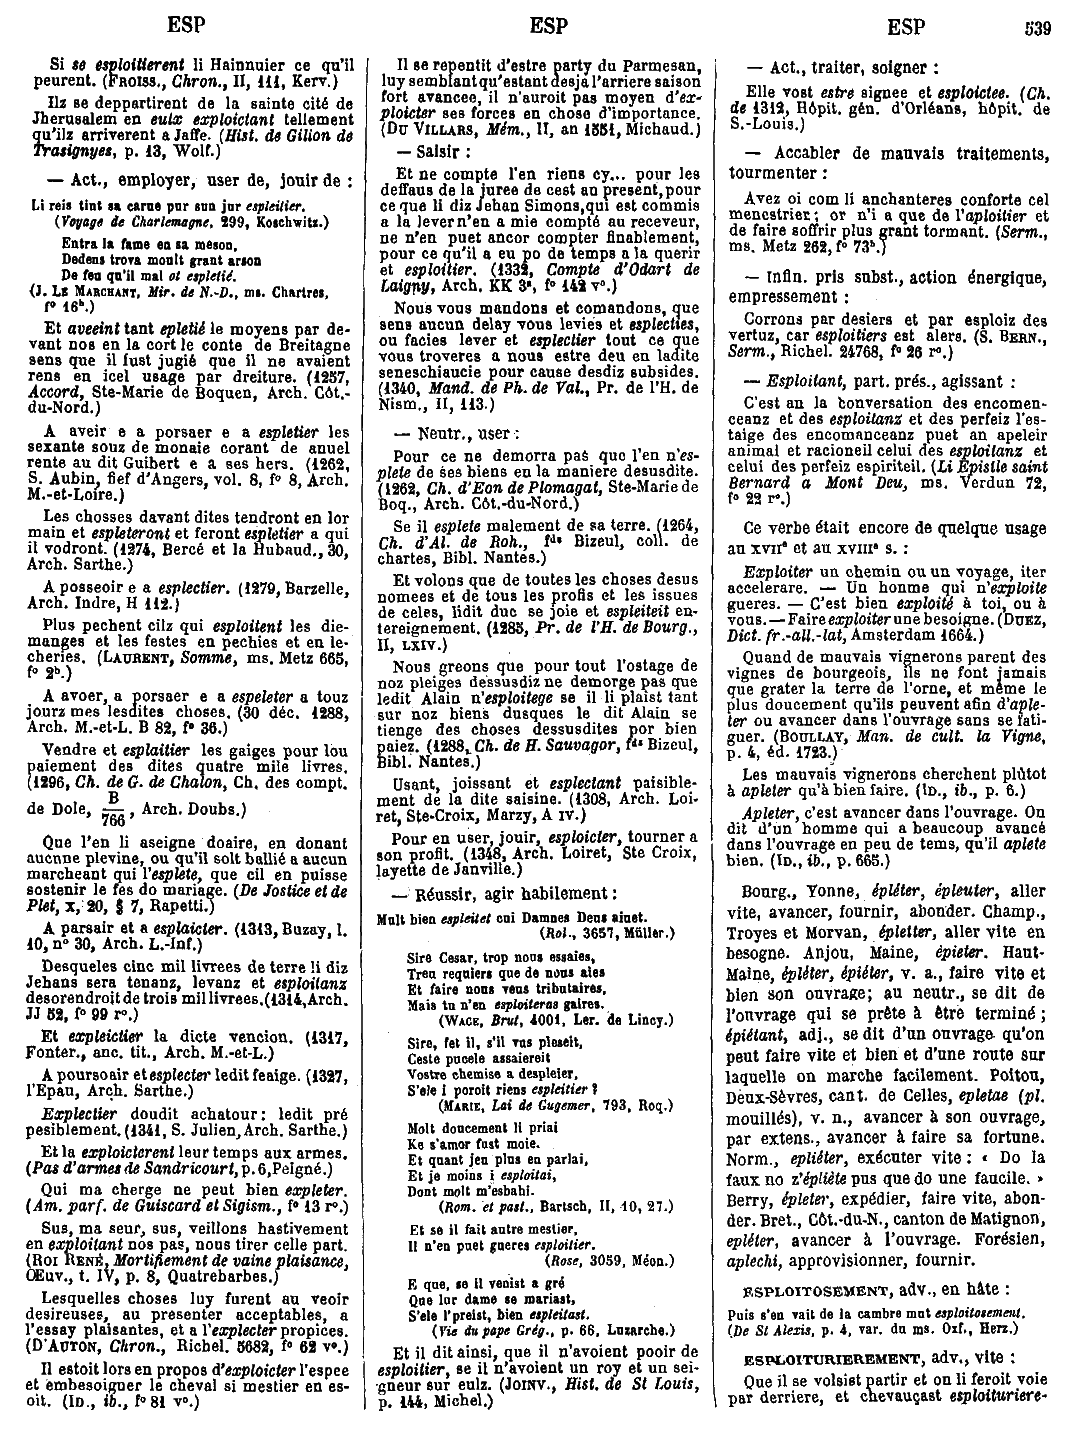 ESP ESP ESP 539
Si se esploitierent li Hainnuier ce qu'il
peurent. (FROISS., Chron., II, III, Kerv.)
Ilz se deppartirent de la sainte cité de
Jherusalem en eulx exploictant tellement
qu'ilz arriverent a Jaffe. (Hist. de Gilion de
Trasignyes, p. 13, Wolf.)
— Act., employer, user de, jouir de :
Li reis tint sa carne pur sun jur espleitier.
(Voyage de Charlemagne, 299, Koschwitz.)
Entra la fame en sa meson,
Dedens trova moult grant arson
De feu qu'il mal ot espletié.
(J. LE MARCHANT, Mir. de N.-D., ms. Chartres,
fº 16ᵇ.)
Et aveeint tant epletié le moyens par de-
vant nos en la cort le conte de Breitagne
sens que il fust jugié que il ne avaient
rens en icel usage par dreiture. (1257,
Accord, Ste-Marie de Boquen, Arch. Côt.-
du-Nord.)
A aveir e a porsaer e a espletier les
sexante souz de monaie corant de anuel
rente au dit Guibert e a ses hers. (1262,
S. Aubin, fief d'Angers, vol. 8, fº 8, Arch.
M.-et-Loire.)
Les chosses davant dites tendront en lor
main et espleteront et feront espletier a qui
il vodront. (1274, Bercé et la Hubaud., 30,
Arch. Sarthe.)
A posseoir e a esplectier. (1279, Barzelle,
Arch. Indre, H 112.)
Plus pechent cilz qui esploitent les die-
manges et les festes en pechies et en le-
cheries. (LAURENT, Somme, ms. Metz 665,
fº 2ᵇ.)
A avoer, a porsaer e a espeleter a touz
jourz mes lesdites choses. (30 déc. 1288,
Arch. M.-et-L. B 82, fº 36.)
Vendre et esplaitier les gaiges pour lou
paiement des dites quatre mile livres.
(1296, Ch. de G. de Chalon, Ch. des compt.
de Dole, B/766, Arch. Doubs.)
Que l'en li aseigne doaire, en donant
aucune plevine, ou qu'il soit ballié a aucun
marcheant qui l'esplete, que cil en puisse
sostenir le fes do mariage. (De Jostice et de
Plet, X, 20, § 7, Rapetti.)
A parsair et a esplaicter. (1313, Buzay, l.
10, nº 30, Arch. L.-Inf.)
Desqueles cinc mil livrees de terre li diz
Jehans sera tenanz, levanz et esploitanz
desorendroit de trois mil livrees. (1314, Arch.
JJ 52, fº 99 rº.)
Et expleictier la dicte vencion. (1317,
Fonter., anc. tit., Arch. M.-et-L.)
A poursoair et esplecter ledit feaige. (1327,
l'Epau, Arch. Sarthe.)
Explectier doudit achatour : ledit pré
pesiblement. (1341, S. Julien, Arch. Sarthe.)
Et la exploicterent leur temps aux armes.
(Pas d'armes de Sandricourt, p. 6, Peigné.)
Qui ma cherge ne peut bien expleter.
(Am. parf. de Guiscard et Sigism., fº 13 rº.)
Sus, ma seur, sus, veillons hastivement
en exploitant nos pas, nous tirer celle part.
(ROI RENÉ, Mortifiement de vaine plaisance,
Œuv., t. IV, p. 8, Quatrebarbes.)
Lesquelles choses luy furent au veoir
desireuses, au presenter acceptables, a
l'essay plaisantes, et a l'explecter propices.
(D'AUTON, Chron., Richel. 5682, fº 62 vº.)
Il estoit lors en propos d'exploicter l'espee
et embesoigner le cheval si mestier en es-
oit. (ID., ib., fº 81 vº.)
Il se repentit d'estre party du Parmesan,
luy semblant qu'estant desja l'arriere saison
fort avancee, il n'auroit pas moyen d'ex-
ploicter ses forces en chose d'importance.
(DU VILLARS, Mém., II, an 1551, Michaud.)
— Saisir :
Et ne compte l'en riens cy... pour les
deffaus de la juree de cest an present, pour
ce que li diz Jehan Simons, qui est commis
a la lever n'en a mie compté au receveur,
ne n'en puet ancor compter finablement,
pour ce qu'il a eu po de temps a la querir
et esploitier. (1332, Compte d'Odart de
Laigny, Arch. KK 3ᵃ, fº 142 vº.)
Nous vous mandons et comandons, que
sens aucun delay vous levies et esplecties,
ou facies lever et esplectier tout ce que
vous troveres a nous estre deu en ladite
seneschiaucie pour cause desdiz subsides.
(1340, Mand. de Ph. de Val., Pr. de l'H. de
Nism., II, 113.)
— Neutr., user :
Pour ce ne demorra pas que l'en n'es-
plete de ses biens en la maniere desusdite.
(1262, Ch. d'Eon de Plomagat, Ste-Marie de
Boq., Arch. Côt.-du-Nord.)
Se il esplete malement de sa terre. (1264,
Ch. d'Al. de Roh., fᵈˢ Bizeul, coll. de
chartes, Bibl. Nantes.)
Et volons que de toutes les choses desus
nomees et de tous les profis et les issues
de celes, lidit duc se joie et espleiteit en-
tereignement. (1285, Pr. de l'H. de Bourg.,
II, LXIV.)
Nous greons que pour tout l'ostage de
noz pleiges dessusdiz ne demorge pas que
ledit Alain n'esploitege se il li plaist tant
sur noz biens dusques le dit Alain se
tienge des choses dessusdites por bien
paiez. (1288, Ch. de H. Sauvagor, fᵈˢ Bizeul,
Bibl. Nantes.)
Usant, joissant et esplectant paisible-
ment de la dite saisine. (1308, Arch. Loi-
ret, Ste-Croix, Marzy, A IV.)
Pour en user, jouir, esploicter, tourner a
son profit. (1348, Arch. Loiret, Ste Croix,
layette de Janville.)
— Réussir, agir habilement :
Mult bien espleitet cui Damnes Deus aiuet.
(Rol., 3657, Müller.)
Sire Cesar, trop nous essaies,
Treu requiers que de nous aies
Et faire nous veus tributaires,
Mais tu n'en esploiteras gaires.
(WACE, Brut, 4001, Ler. de Lincy.)
Sire, fet il, s'il vus pleseit,
Ceste pucele assaiereit
Vostre chemise a despleier,
S'ele i poroit riens espleitier ?
(MARIE, Lai de Gugemer, 793, Roq.)
Molt doucement li priai
Ke s'amor fust moie.
Et quant jeu plus en parlai,
Et je moins i esploitai,
Dont molt m'esbahi.
(Rom. et past., Bartsch, II, 10, 27.)
Et se il fait autre mestier,
Il n'en puet gueres esploitier.
(Rose, 3059, Méon.)
E que, se il venist a gré
Que lur dame se mariast,
S'ele l'preist, bien espleitast.
(Vie du pape Grég., p. 66, Luzarche.)
Et il dit ainsi, que il n'avoient pooir de
esploitier, se il n'avoient un roy et un sei-
gneur sur eulz. (JOINV., Hist. de St Louis,
p. 144, Michel.)
— Act., traiter, soigner :
Elle vost estre signee et esploictee. (Ch.
de 1312, Hôpit. gén. d'Orléans, hôpit. de
S.-Louis.)
— Accabler de mauvais traitements,
tourmenter :
Avez oi com li anchanteres conforte cel
menestrier ; or n'i a que de l'aploitier et
de faire soffrir plus grant tormant. (Serm.,
ms. Metz 262, fº 73ᵇ.)
— Infin. pris subst., action énergique,
empressement :
Corrons par desiers et par esploiz des
vertuz, car esploitiers est alers. (S. BERN.,
Serm., Richel. 24768, fº 26 rº.)
— Esploitant, part. prés., agissant :
C'est an la conversation des encomen-
ceanz et des esploitanz et des perfeiz l'es-
taige des encomanceanz puet an apeleir
animal et racioneil celui des esploitanz et
celui des perfeiz espiriteil. (Li Epistle saint
Bernard a Mont Deu, ms. Verdun 72,
fº 22 rº.)
Ce verbe était encore de quelque usage
au XVIIᵉ et au XVIIIᵉ s. :
Exploiter un chemin ou un voyage, iter
accelerare. — Un honme qui n'exploite
gueres. — C'est bien exploité à toi, ou à
vous. — Faire exploiter une besoigne. (DUEZ,
Dict. fr.-all.-lat, Amsterdam 1664.)
Quand de mauvais vignerons parent des
vignes de bourgeois, ils ne font jamais
que grater la terre de l'orne, et même le
plus doucement qu'ils peuvent afin d'aple-
ter ou avancer dans l'ouvrage sans se fati-
guer. (BOULLAY, Man. de cult. la Vigne,
p. 4, éd. 1723.)
Les mauvais vignerons cherchent plûtot
à apleter qu'à bien faire. (ID., ib., p. 6.)
Apleter, c'est avancer dans l'ouvrage. On
dit d'un homme qui a beaucoup avancé
dans l'ouvrage en peu de tems, qu'il aplete
bien. (ID., ib., p. 665.)
Bourg., Yonne, épléter, épleuter, aller
vite, avancer, fournir, abonder. Champ.,
Troyes et Morvan, épletter, aller vite en
besogne. Anjou, Maine, épieter. Haut-
Maine, épléter, épiéter, v. a., faire vite et
bien son ouvrage; au neutr., se dit de
l'ouvrage qui se prête à être terminé ;
épiétant, adj., se dit d'un ouvrage qu'on
peut faire vite et bien et d'une route sur
laquelle on marche facilement. Poitou,
Deux-Sèvres, cant. de Celles, epletae (pl.
mouillés), v. n., avancer à son ouvrage,
par extens., avancer à faire sa fortune.
Norm., epliéter, exécuter vite : « Do la
faux no z'épliète pus que do une faucile. »
Berry, épleter, expédier, faire vite, abon-
der. Bret., Côt.-du-N., canton de Matignon,
epléter, avancer à l'ouvrage. Forésien,
aplechi, approvisionner, fournir.
ESPLOITOSEMENT, adv., en hâte :
Puis s'en vait de la cambre mut esploitosement.
(De St Alexis, p. 4, var. du ms. Oxf., Herz.)
ESPLOITURIEREMENT, adv., vite :
Que il se volsist partir et on li feroit voie
par derriere, et chevauçast esploituriere-